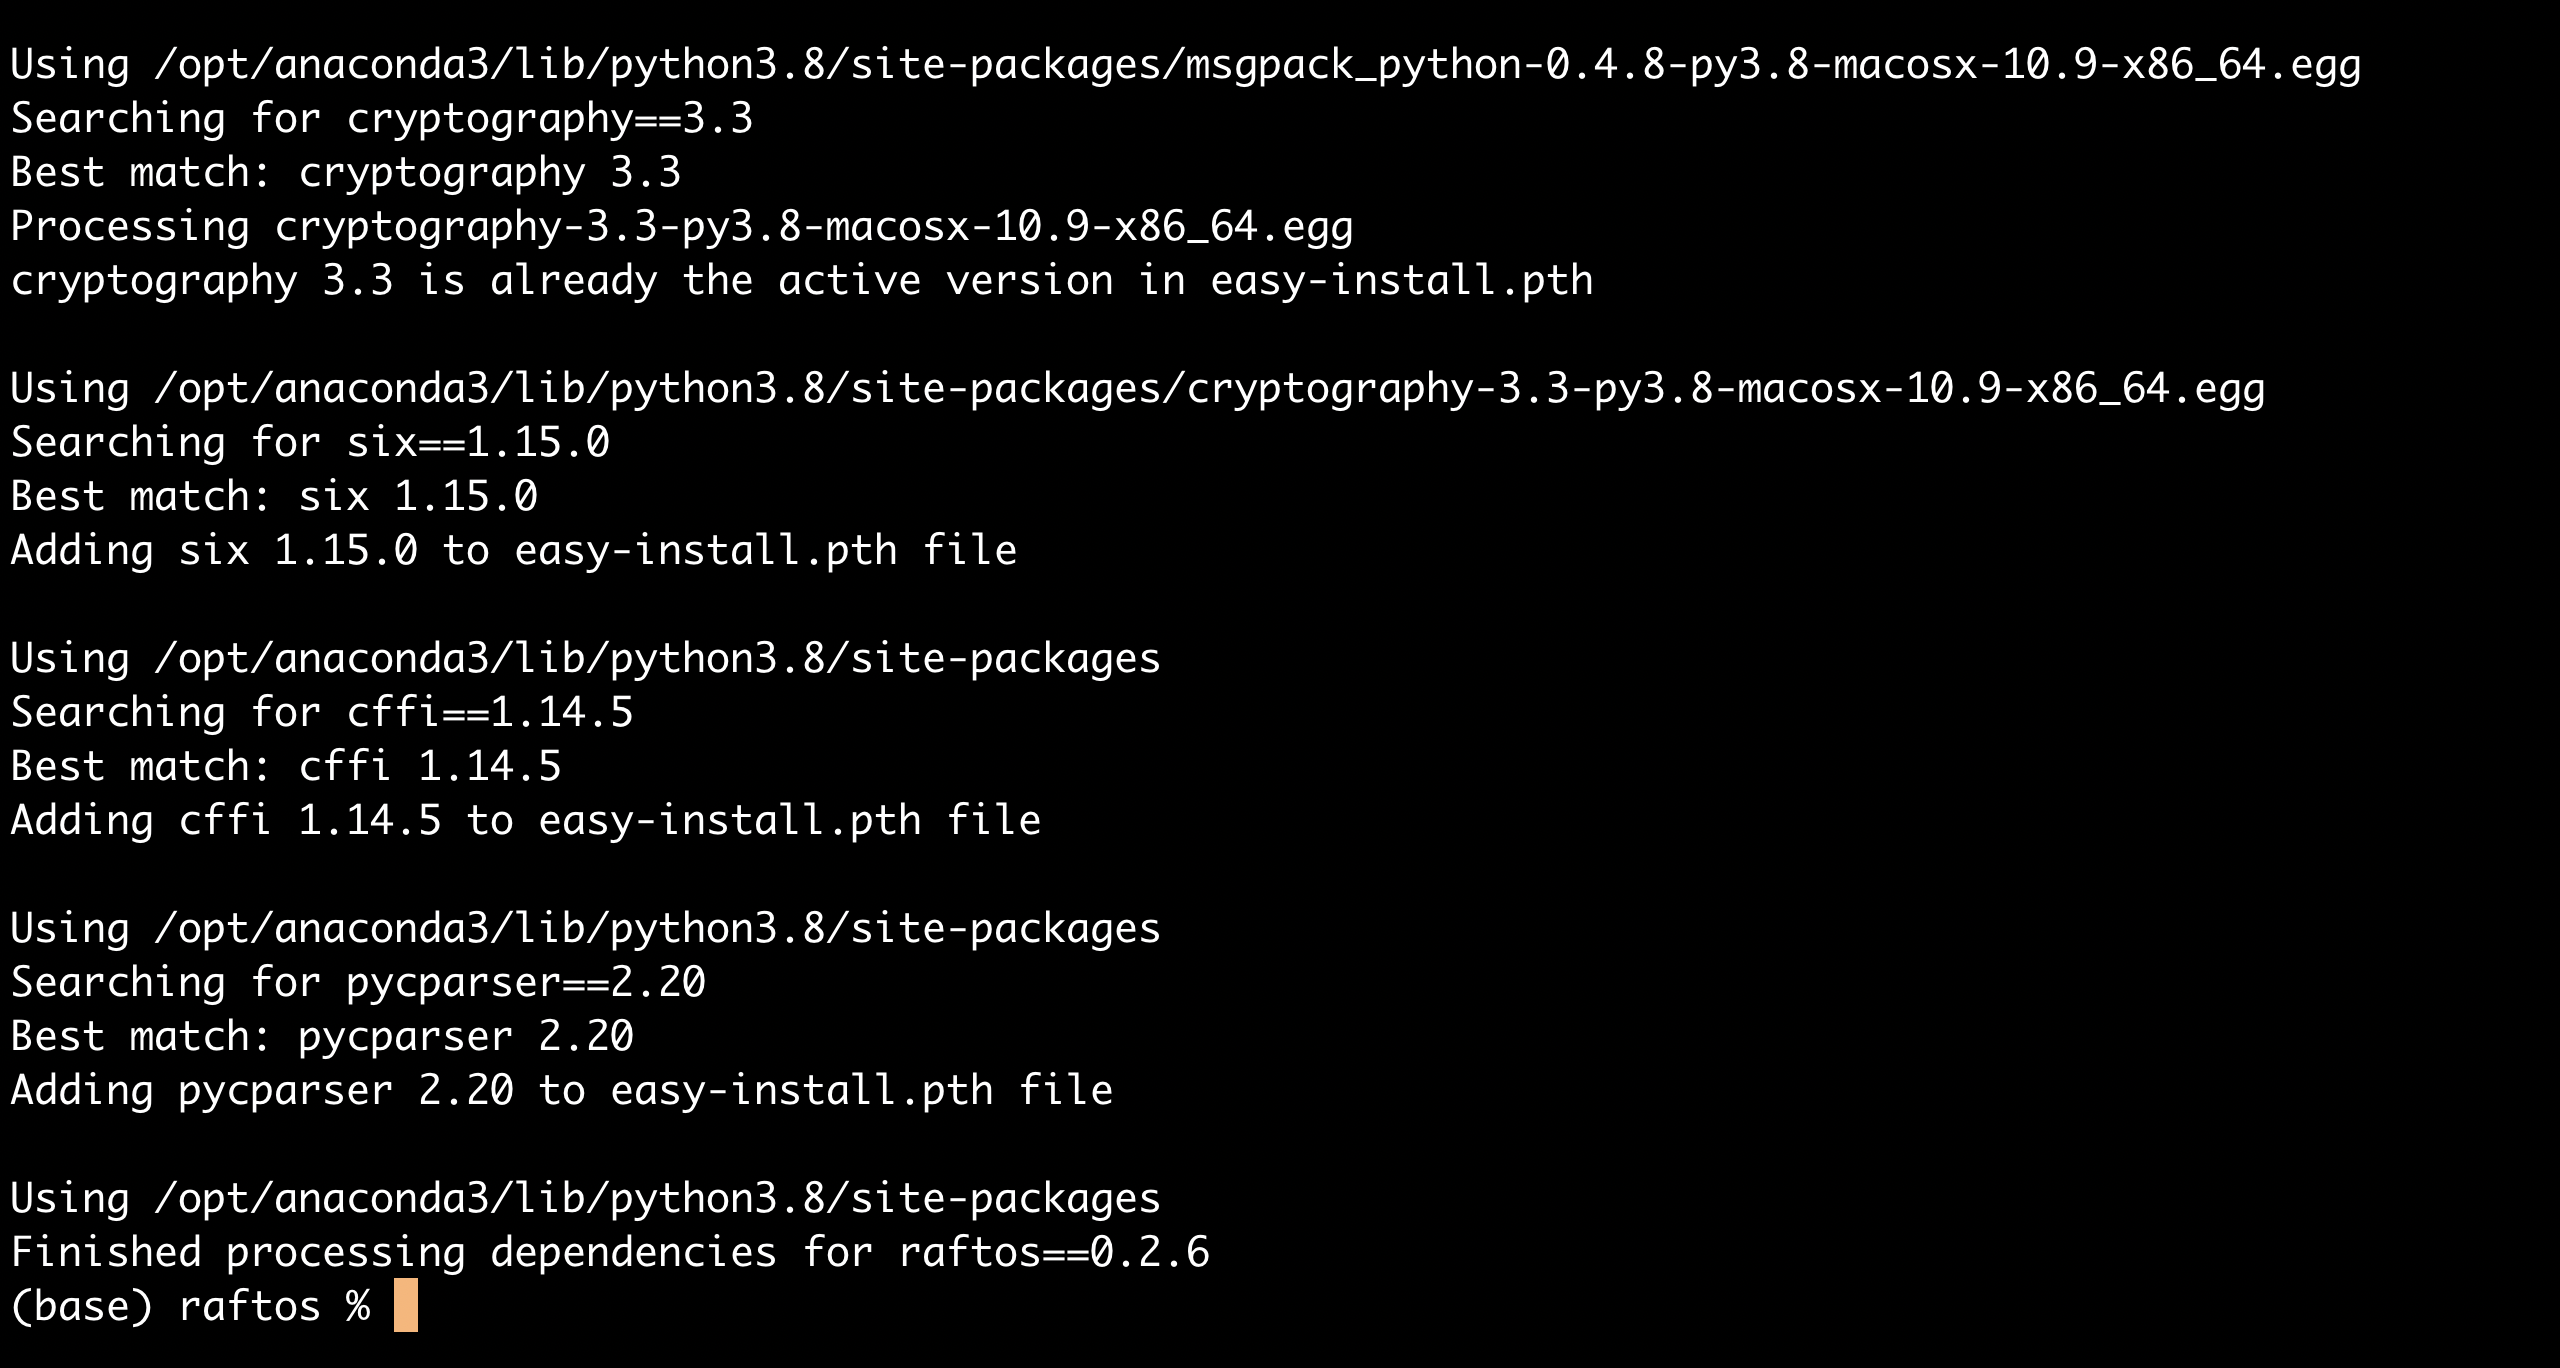 Using /opt/anaconda3/lib/python3.8/site-packages/msgpack_python-0.4.8-py3.8-macosx-10.9-x86_64.egg
Searching for cryptography==3.3
Best match: cryptography 3.3
Processing cryptography-3.3-py3.8-macosx-10.9-x86_64.egg
cryptography 3.3 is already the active version in easy-install.pth
Using /opt/anaconda3/lib/python3.8/site-packages/cryptography-3.3-py3.8-macosx-10.9-x86_64.egg
Searching for six==1.15.0
Best match: six 1.15.0
Adding six 1.15.0 to easy-install.pth file
Using /opt/anaconda3/lib/python3.8/site-packages
Searching for cffi==1.14.5
Best match: cffi 1.14.5
Adding cffi 1.14.5 to easy-install.pth file
Using /opt/anaconda3/lib/python3.8/site-packages
Searching for pycparser==2.20
Best match: pycparser 2.20
Adding pycparser 2.20 to easy-install.pth file
Using /opt/anaconda3/lib/python3.8/site-packages
Finished processing dependencies for raftos==0.2.6
(base) raftos %